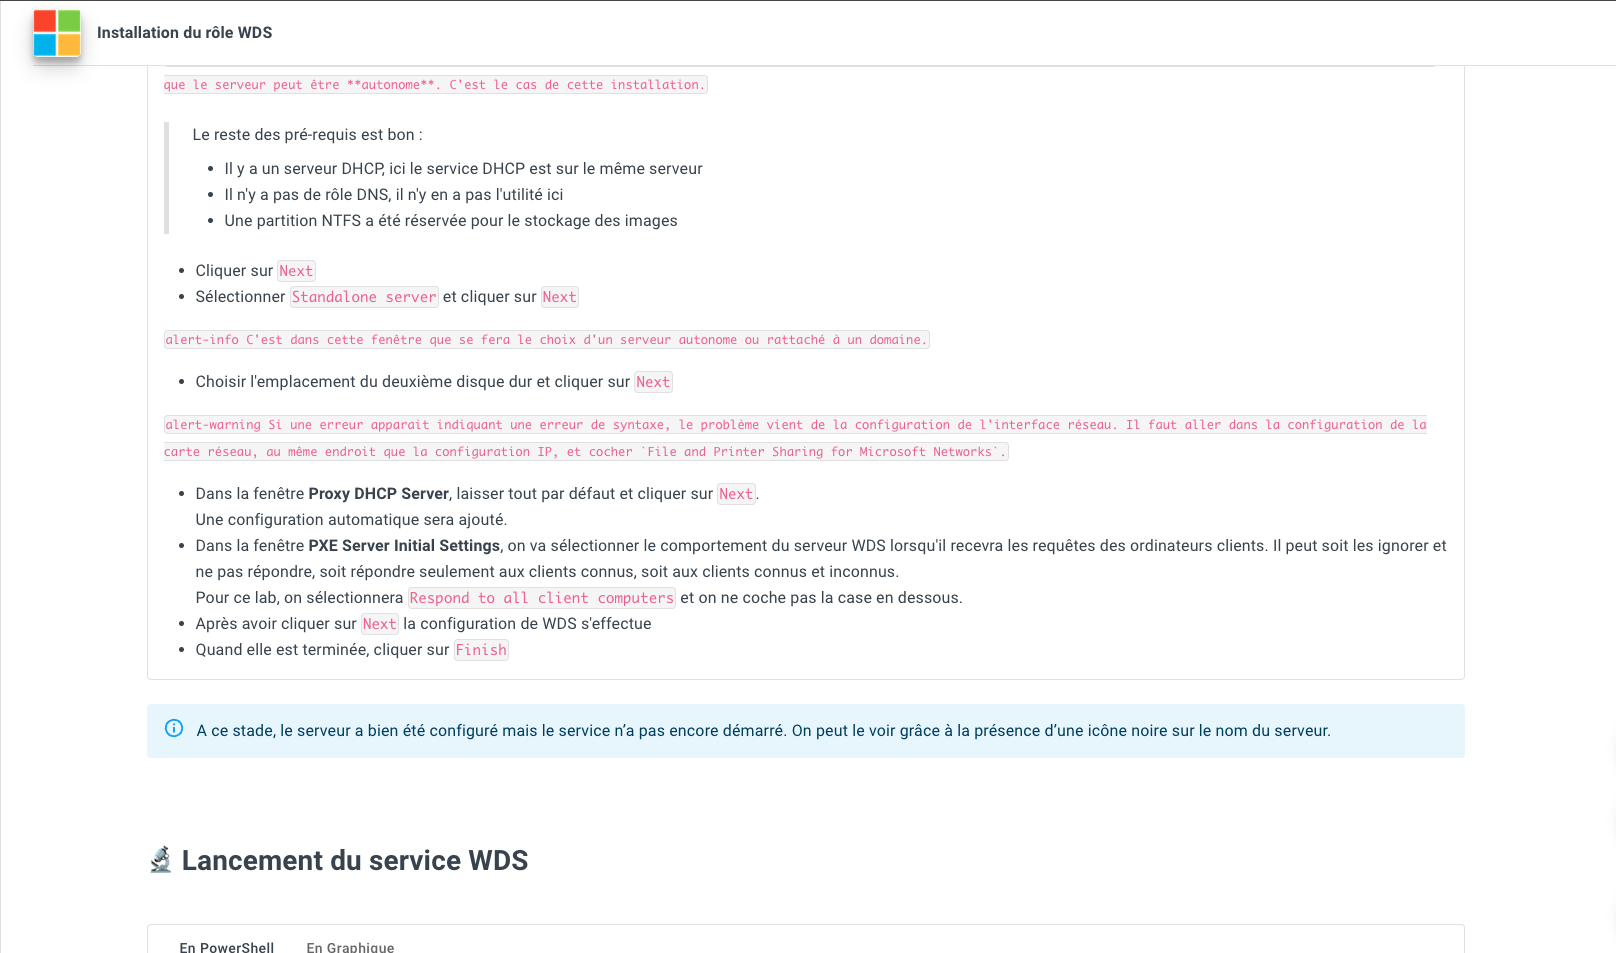 Installation du rôle WDS
que le serveur peut être **autonome**. C'est le cas de cette installation.
Le reste des pré-requis est bon :
Il y a un serveur DHCP, ici le service DHCP est sur le même serveur
Il n'y a pas de rôle DNS, il n'y en a pas l'utilité ici
Une partition NTFS a été réservée pour le stockage des images
Cliquer sur Next
Sélectionner Standalone server et cliquer sur Next
alert-info C'est dans cette fenêtre que se fera le choix d'un serveur autonome ou rattaché à un domaine.
Choisir l'emplacement du deuxième disque dur et cliquer sur Next
alert-warning Si une erreur apparait indiquant une erreur de syntaxe, le problème vient de la configuration de l'interface réseau. Il faut aller dans la configuration de la
carte réseau, au même endroit que la configuration IP, et cocher `File and Printer Sharing for Microsoft Networks`.
Dans la fenêtre Proxy DHCP Server, laisser tout par défaut et cliquer sur Next.
Une configuration automatique sera ajouté.
Dans la fenêtre PXE Server Initial Settings, on va sélectionner le comportement du serveur WDS lorsqu'il recevra les requêtes des ordinateurs clients. Il peut soit les ignorer et
ne pas répondre, soit répondre seulement aux clients connus, soit aux clients connus et inconnus.
Pour ce lab, on sélectionnera Respond to all client computers et on ne coche pas la case en dessous.
Après avoir cliquer sur Next la configuration de WDS s'effectue
Quand elle est terminée, cliquer sur Finish
A ce stade, le serveur a bien été configuré mais le service n’a pas encore démarré. On peut le voir grâce à la présence d’une icône noire sur le nom du serveur.
Lancement du service WDS
En PowerShell En Graphique